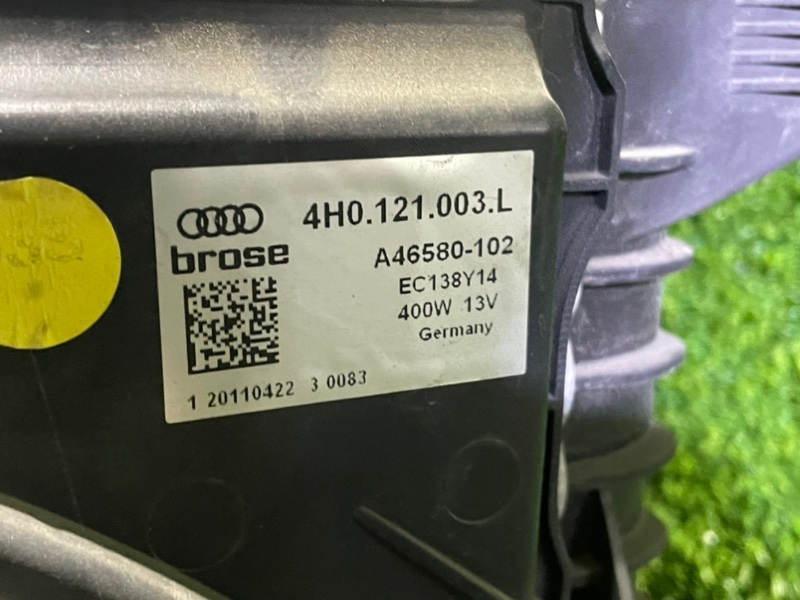 4H0.121.003.L
brose
A46580-102
EC138Y14
400W 13V
Germany
1 20110422 3 0083